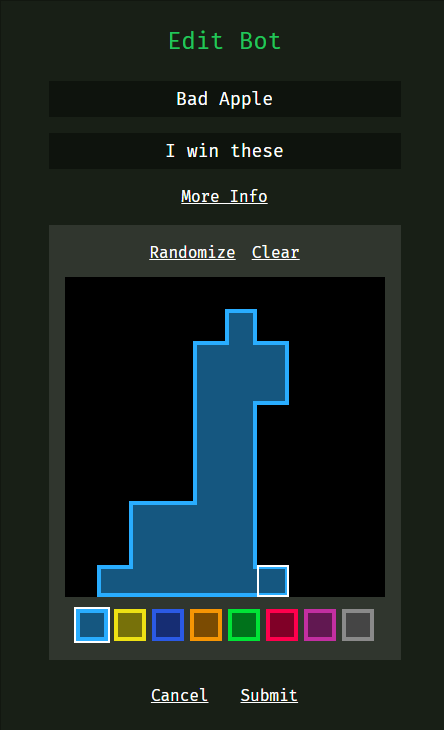 Edit Bot
Bad Apple
I win these
More Info
Randomize Clear
Cancel Submit